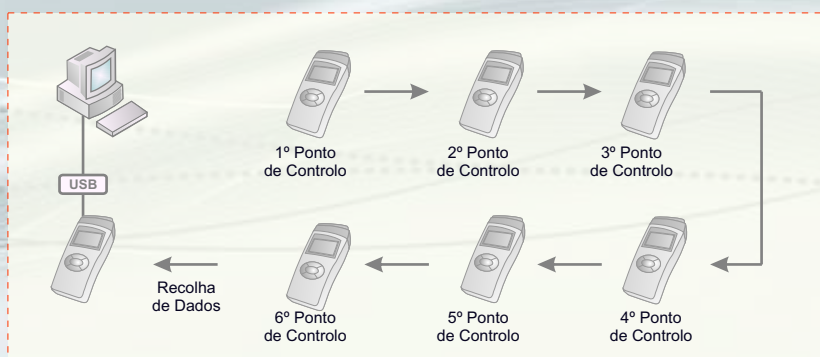 1º Ponto
de Controlo
2º Ponto
de Controlo
3º Ponto
de Controlo
USB
4º Ponto
de Controlo
5º Ponto
de Controlo
6º Ponto
de Controlo
Recolha
de Dados